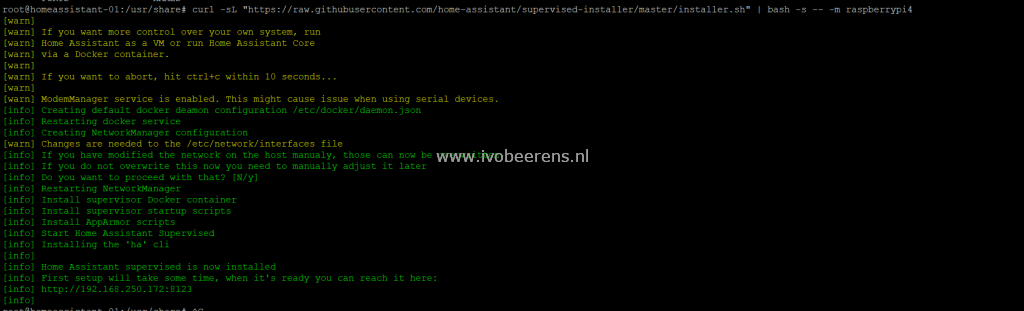 root@homeassistant-01:/usr/share# curl -sL "https://raw.githubusercontent.com/home-assistant/supervised-installer/master/installer.sh" | bash -s -- -m raspberrypi4
[warn]
[warn] If you want more control over your own system, run
[warn] Home Assistant as a VM or run Home Assistant Core
[warn] via a Docker container.
[warn]
[warn] If you want to abort, hit ctrl+c within 10 seconds...
[warn]
[warn] ModemManager service is enabled. This might cause issue when using serial devices.
[info] Creating default docker deamon configuration /etc/docker/daemon.json
[info] Restarting docker service
[info] Creating NetworkManager configuration
[warn] Changes are needed to the /etc/network/interfaces file
[info] If you have modified the network on the host manualy, those can now be
www.ivobeerens.nl
[info] If you do not overwrite this now you need to manually adjust it later
[info] Do you want to proceed with that? [N/y]
[info] Restarting NetworkManager
[info] Install supervisor Docker container
[info] Install supervisor startup scripts
[info] Install AppArmor scripts
[info] Start Home Assistant Supervised
[info] Installing the 'ha' cli
[info]
[info] Home Assistant supervised is now installed
[info] First setup will take some time, when it's ready you can reach it here:
[info] http://192.168.250.172:8123
[info]
root@homeassistant-01:/usr/share# ^C